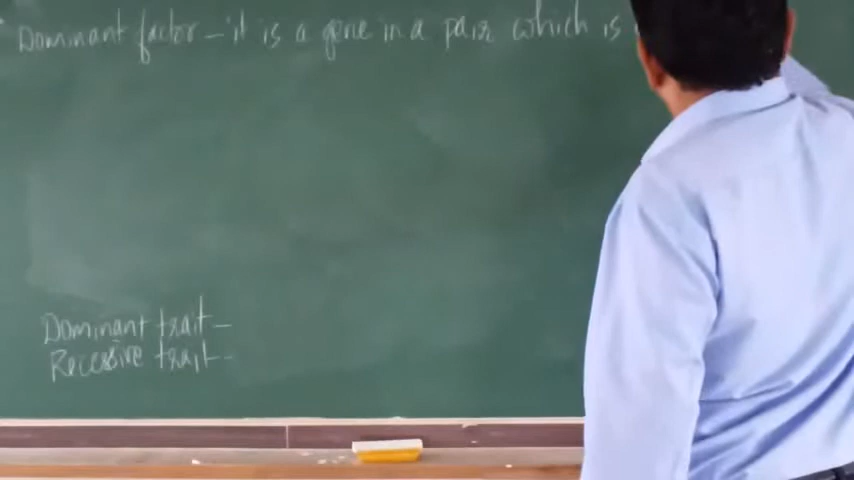 Dominant factor - it is a gene in a pair which is
Dominant trait -
Recessive trait -